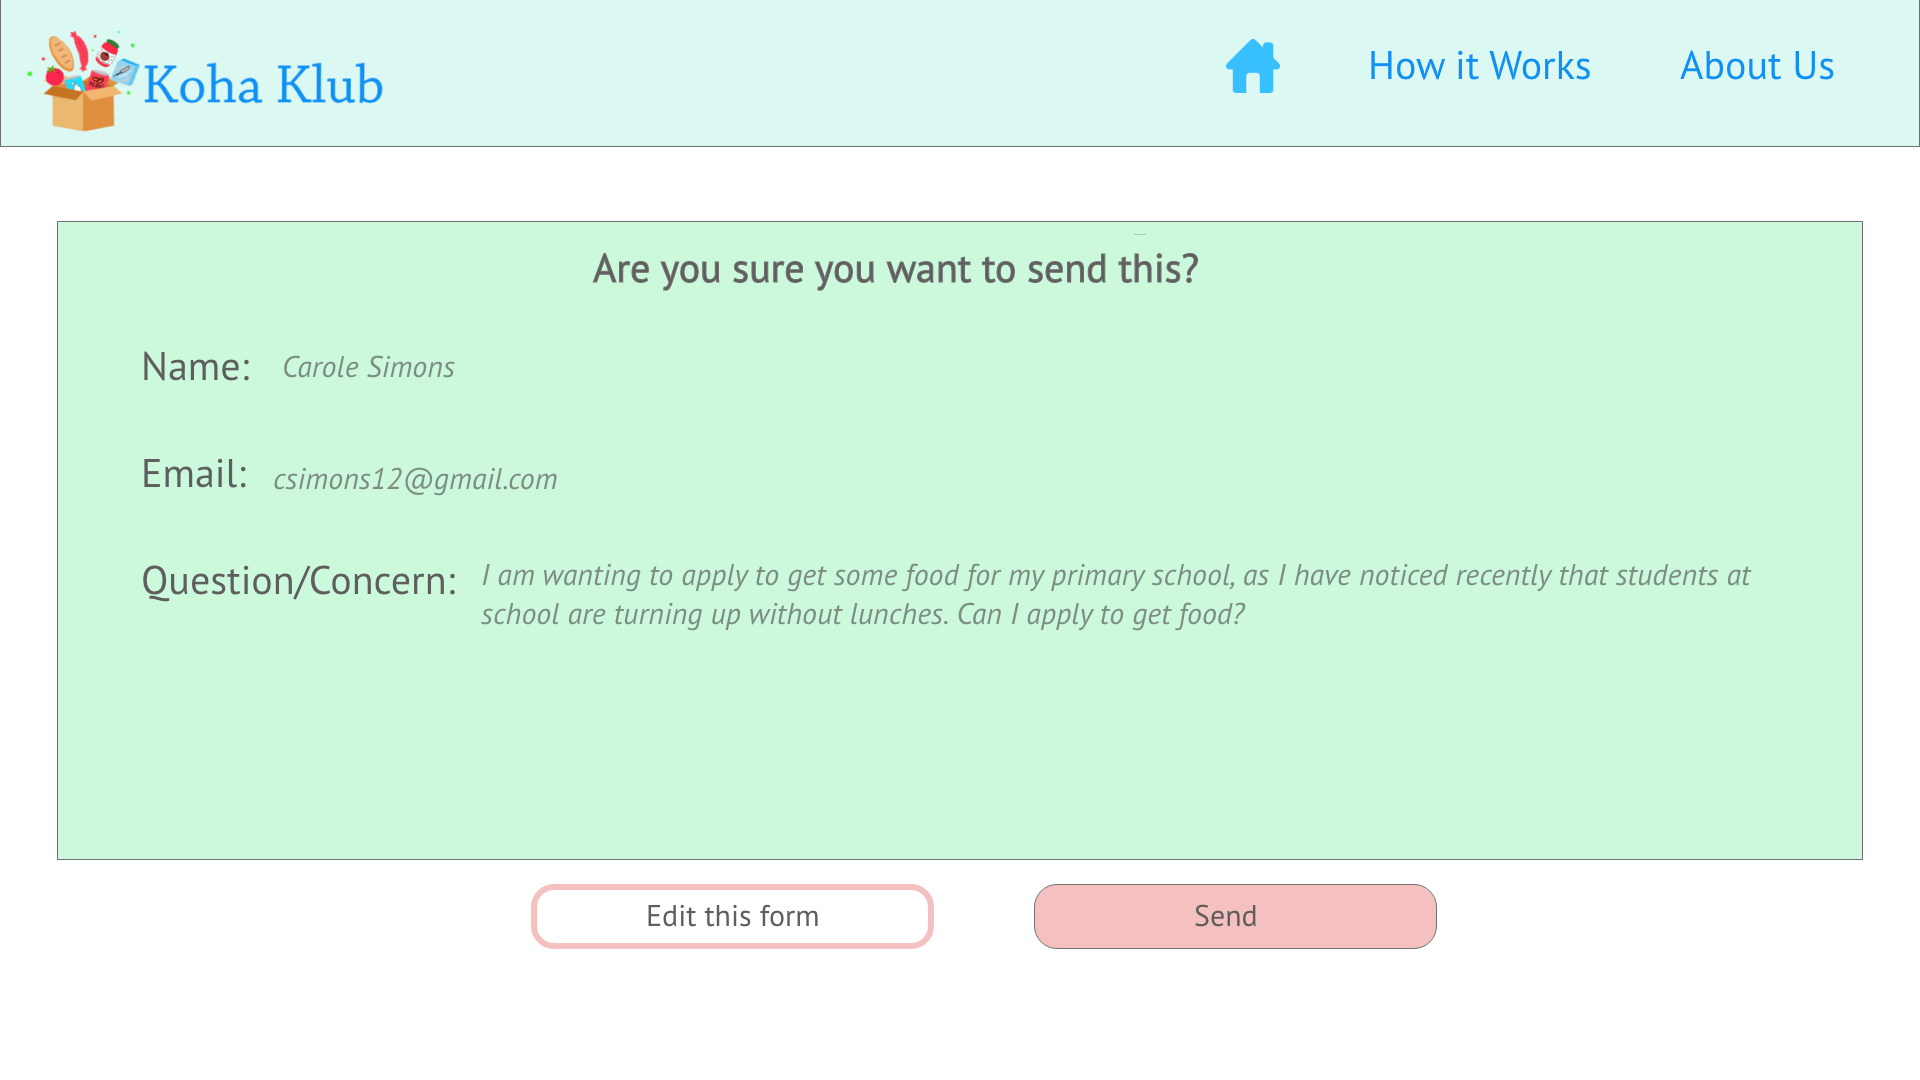 Koha Klub
How it Works
About Us
Are you sure you want to send this?
Name: Carole Simons
Email: csimons12@gmail.com
Question/Concern: I am wanting to apply to get some food for my primary school, as I have noticed recently that students at
school are turning up without lunches. Can I apply to get food?
Edit this form
Send